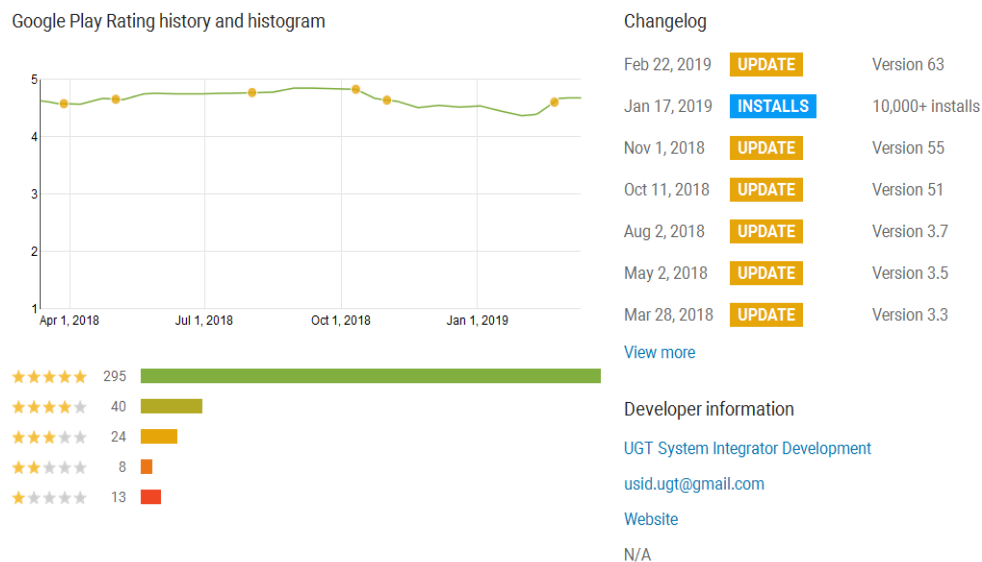 Google Play Rating history and histogram
5
4
3
2
1
Apr 1, 2018 Jul 1, 2018 Oct 1, 2018 Jan 1, 2019
295
40
24
8
13
Changelog
Feb 22, 2019 UPDATE Version 63
Jan 17, 2019 INSTALLS 10,000+ installs
Nov 1, 2018 UPDATE Version 55
Oct 11, 2018 UPDATE Version 51
Aug 2, 2018 UPDATE Version 3.7
May 2, 2018 UPDATE Version 3.5
Mar 28, 2018 UPDATE Version 3.3
View more
Developer information
UGT System Integrator Development
usid.ugt@gmail.com
Website
N/A